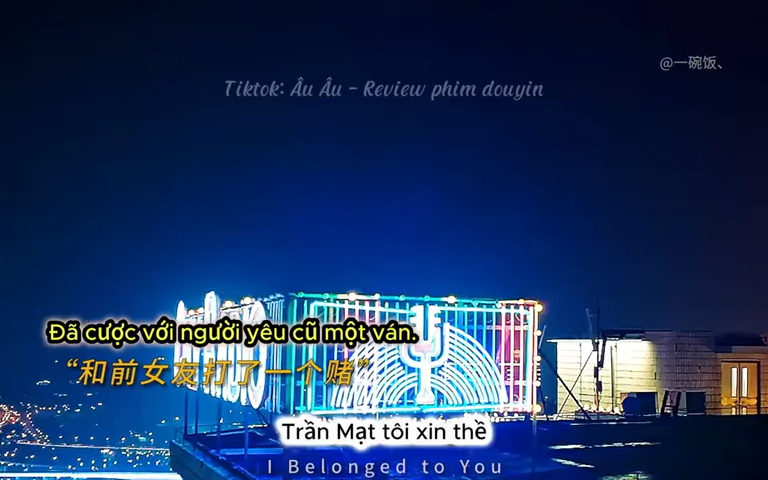 @一碗饭、
Tiktok: Âu Âu - Review phim douyin
Đã cược với người yêu cũ một ván.
“和前女友打了一个赌”
Trần Mạt tôi xin thề
I Belonged to You